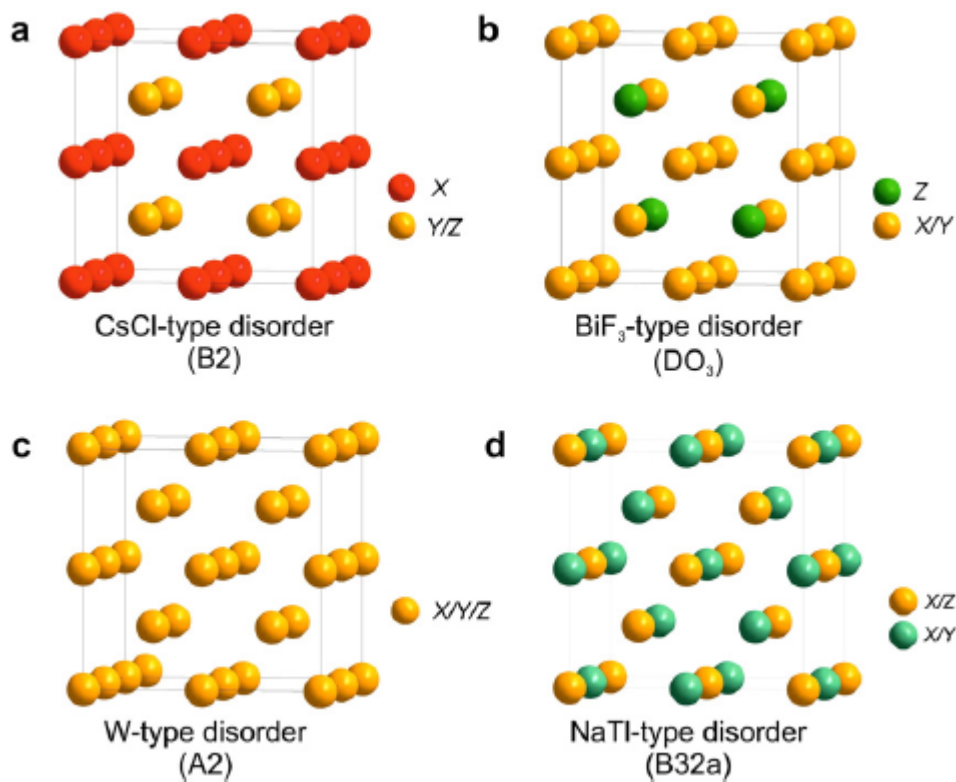 a
X
Y/Z
CsCl-type disorder
(B2)
b
Z
X/Y
BiF₃-type disorder
(DO₃)
c
X/Y/Z
W-type disorder
(A2)
d
X/Z
X/Y
NaTl-type disorder
(B32a)